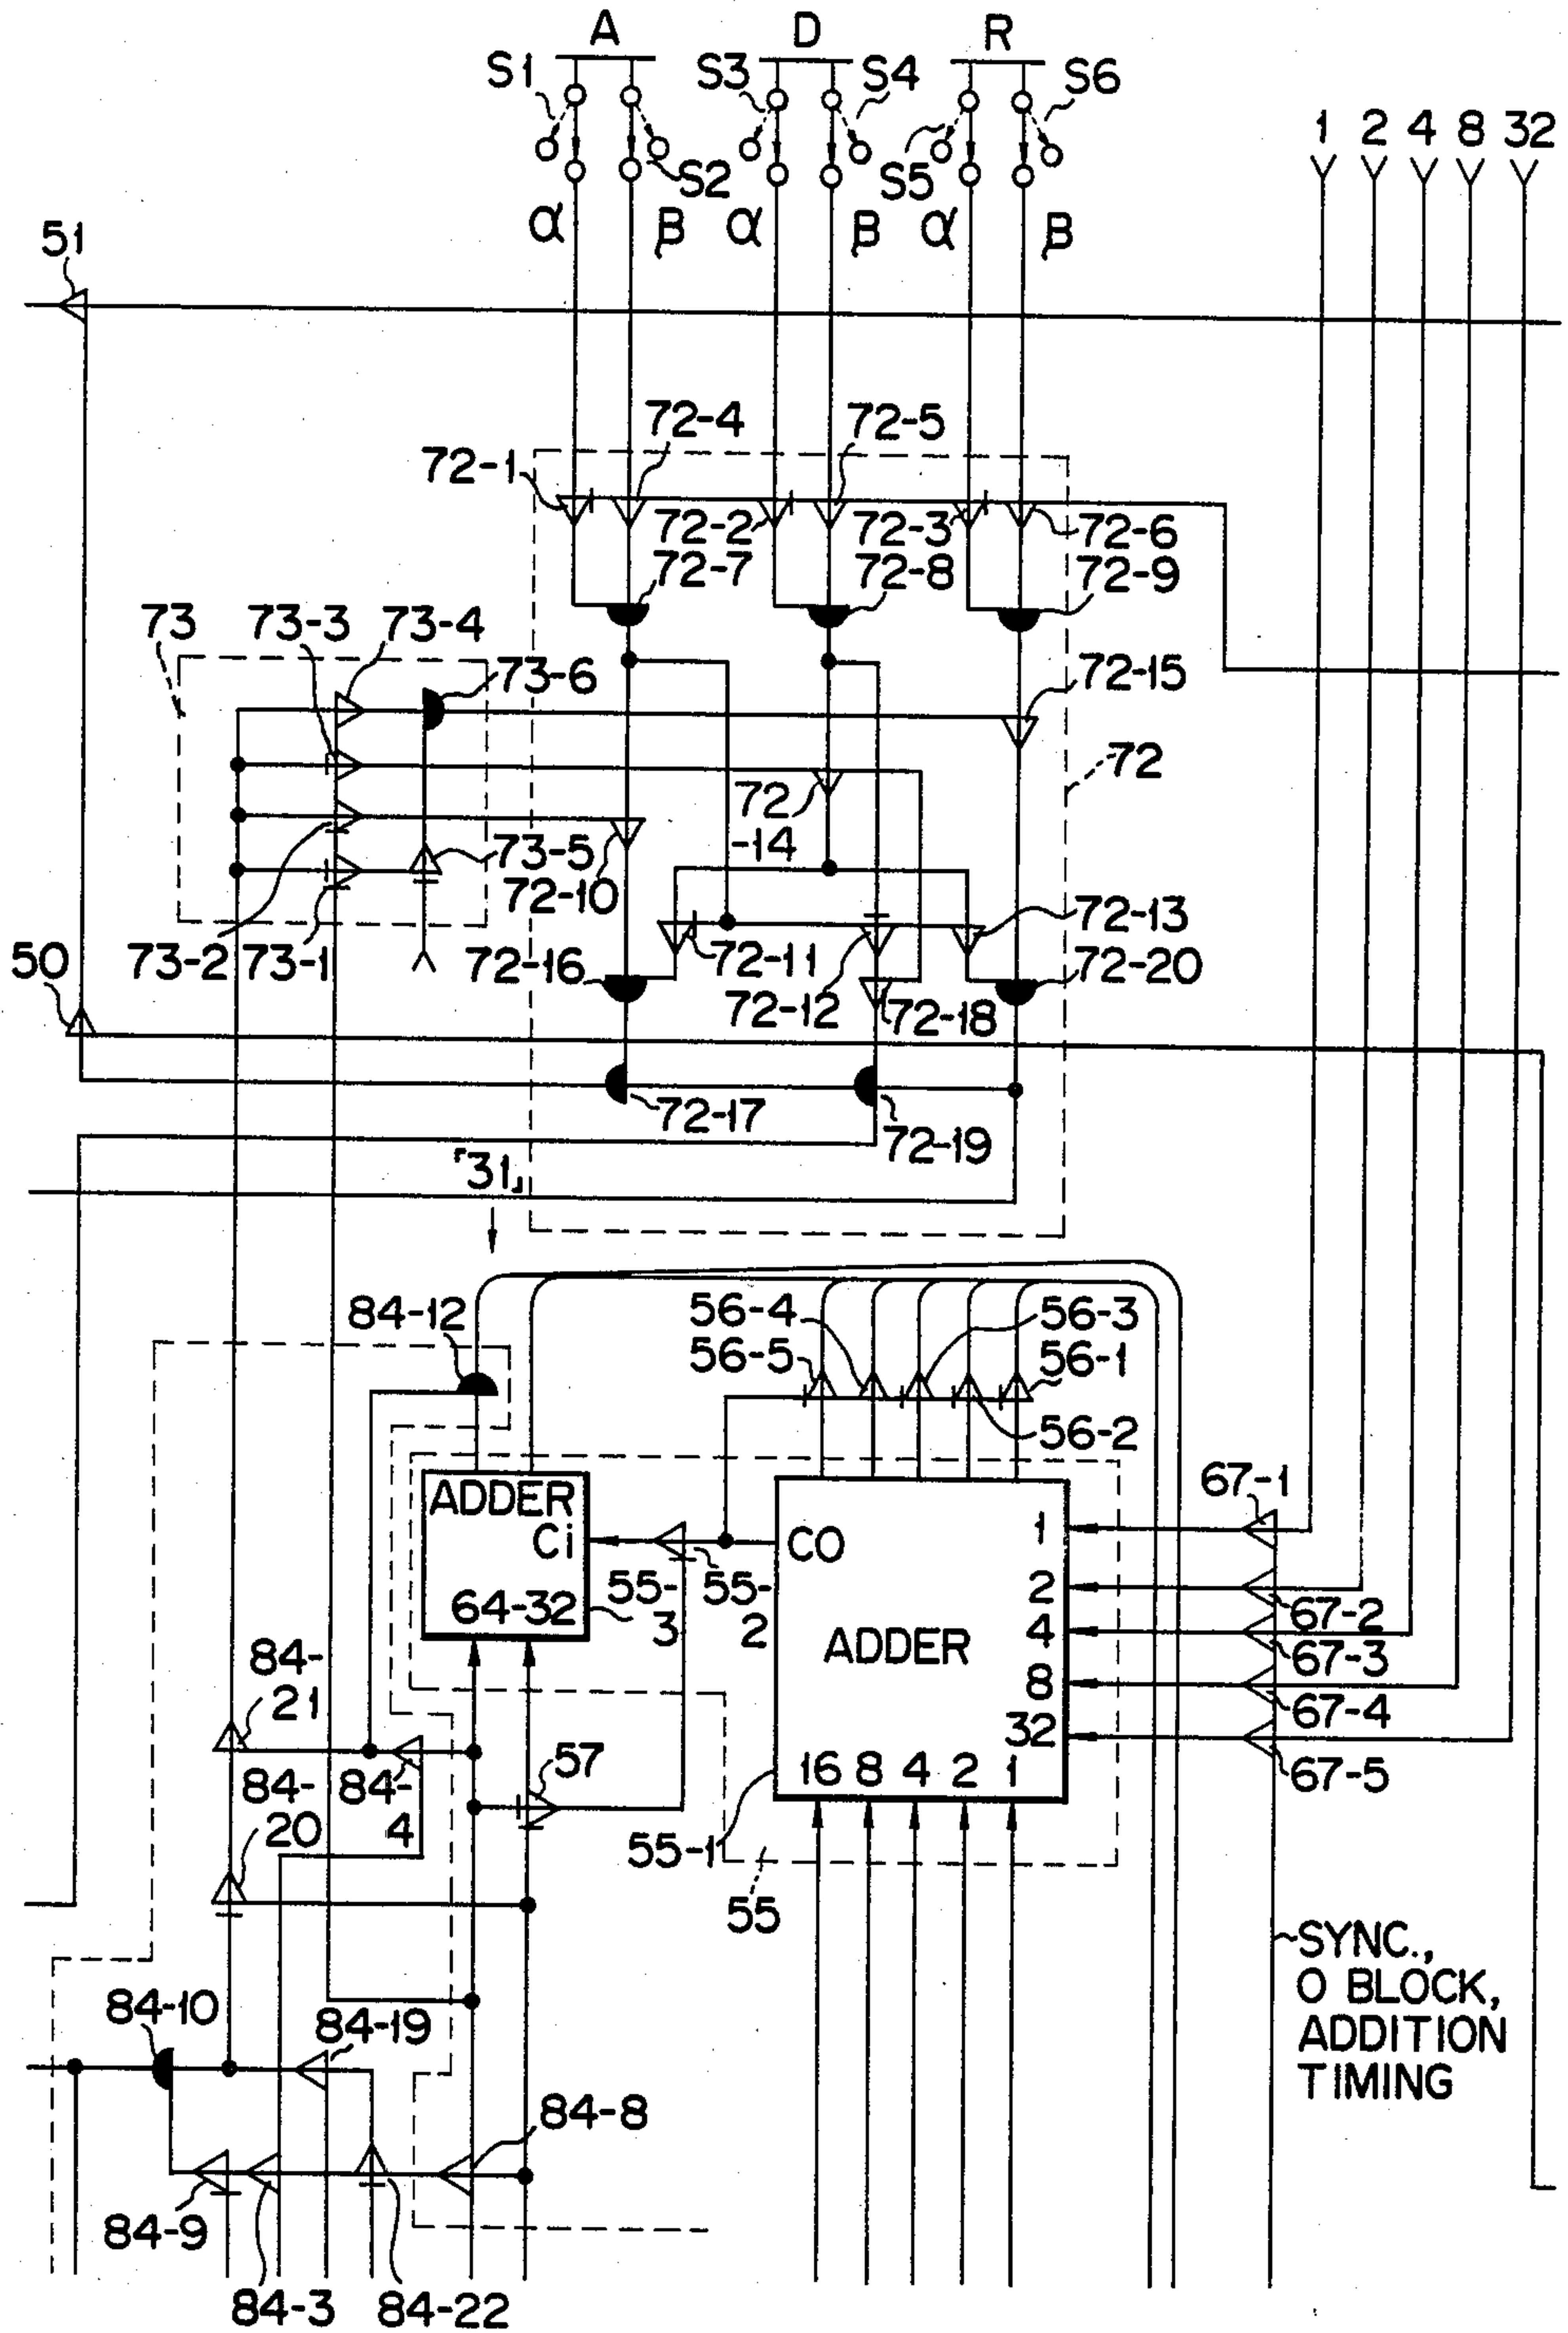 A D R
S1 S3 S4 S6
1 2 4 8 32
S2 S5
α β α β α β
51
72-4 72-5
72-1
72-2 72-3 72-6
72-7 72-8 72-9
73 73-3 73-4
73-6 72-15
72
72
-14
73-5
72-10
72-13
73-2 73-1 72-16 72-11 72-20
50
72-12 72-18
72-17
72-19
「31」
84-12 56-4 56-3
56-5 56-1
56-2
67-1
ADDER
Ci
CO
1
55-3
55-2
2
67-2
64-32
4
67-3
ADDER
84-21
8
67-4
32
67-5
57
16 8 4 2 1
84-20
84-4
55-1
55
SYNC.,
O BLOCK,
ADDITION
TIMING
84-10
84-19
84-8
84-9
84-3 84-22